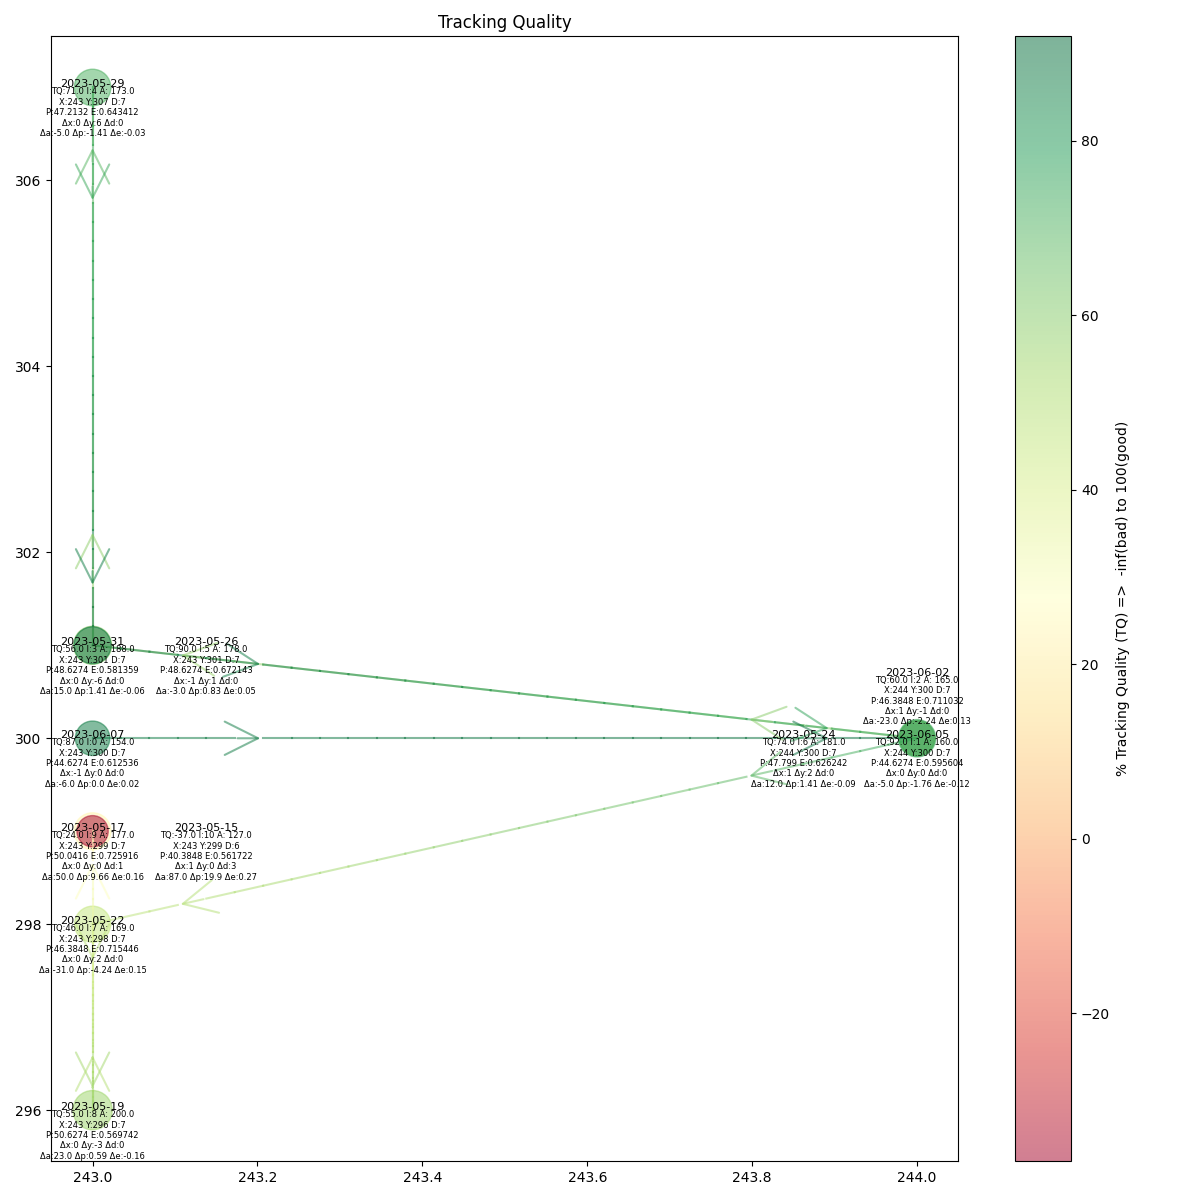 Tracking Quality
2023-05-29
TQ:71.0 I:4 A: 173.0
X:243 Y:307 D:7
P:47.2132 E:0.643412
Δx:0 Δy:6 Δd:0
Δa:-5.0 Δp:-1.41 Δe:-0.03
2023-05-31
TQ:56.0 I:3 A: 188.0
X:243 Y:301 D:7
P:48.6274 E:0.581359
Δx:0 Δy:-6 Δd:0
Δa:15.0 Δp:1.41 Δe:-0.06
2023-05-26
TQ:90.0 I:5 A: 178.0
X:243 Y:301 D:7
P:48.6274 E:0.672143
Δx:-1 Δy:1 Δd:0
Δa:-3.0 Δp:0.83 Δe:0.05
2023-06-02
TQ:60.0 I:2 A: 165.0
X:244 Y:300 D:7
P:46.3848 E:0.711032
Δx:1 Δy:-1 Δd:0
Δa:-23.0 Δp:-2.24 Δe:0.13
2023-06-07
TQ:87.0 I:0 A: 154.0
X:243 Y:300 D:7
P:44.6274 E:0.612536
Δx:-1 Δy:0 Δd:0
Δa:-6.0 Δp:0.0 Δe:0.02
2023-05-24
TQ:74.0 I:6 A: 181.0
X:244 Y:300 D:7
P:47.799 E:0.626242
Δx:1 Δy:2 Δd:0
Δa:12.0 Δp:1.41 Δe:-0.09
2023-06-05
TQ:92.0 I:1 A: 160.0
X:244 Y:300 D:7
P:44.6274 E:0.595604
Δx:0 Δy:0 Δd:0
Δa:-5.0 Δp:-1.76 Δe:-0.12
2023-05-17
TQ:24.0 I:9 A: 177.0
X:243 Y:299 D:7
P:50.0416 E:0.725916
Δx:0 Δy:0 Δd:1
Δa:50.0 Δp:9.66 Δe:0.16
2023-05-15
TQ:-37.0 I:10 A: 127.0
X:243 Y:299 D:6
P:40.3848 E:0.561722
Δx:1 Δy:0 Δd:3
Δa:87.0 Δp:19.9 Δe:0.27
2023-05-22
TQ:46.0 I:7 A: 169.0
X:243 Y:298 D:7
P:46.3848 E:0.715446
Δx:0 Δy:2 Δd:0
Δa:-31.0 Δp:-4.24 Δe:0.15
2023-05-19
TQ:55.0 I:8 A: 200.0
X:243 Y:296 D:7
P:50.6274 E:0.569742
Δx:0 Δy:-3 Δd:0
Δa:23.0 Δp:0.59 Δe:-0.16
306
304
302
300
298
296
243.0
243.2
243.4
243.6
243.8
244.0
80
60
40
20
0
−20
% Tracking Quality (TQ) => -inf(bad) to 100(good)